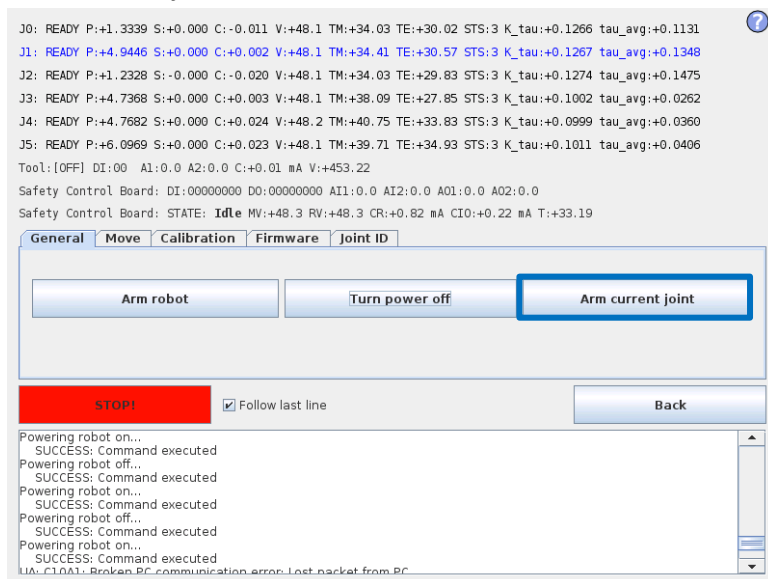 ?
J0: READY P:+1.3339 S:+0.000 C:-0.011 V:+48.1 TM:+34.03 TE:+30.02 STS:3 K_tau:+0.1266 tau_avg:+0.1131
J1: READY P:+4.9446 S:+0.000 C:+0.002 V:+48.1 TM:+34.41 TE:+30.57 STS:3 K_tau:+0.1267 tau_avg:+0.1348
J2: READY P:+1.2328 S:-0.000 C:-0.020 V:+48.1 TM:+34.03 TE:+29.83 STS:3 K_tau:+0.1274 tau_avg:+0.1475
J3: READY P:+4.7368 S:+0.000 C:+0.003 V:+48.1 TM:+38.09 TE:+27.85 STS:3 K_tau:+0.1002 tau_avg:+0.0262
J4: READY P:+4.7682 S:+0.000 C:+0.024 V:+48.2 TM:+40.75 TE:+33.83 STS:3 K_tau:+0.0999 tau_avg:+0.0360
J5: READY P:+6.0969 S:+0.000 C:+0.023 V:+48.1 TM:+39.71 TE:+34.93 STS:3 K_tau:+0.1011 tau_avg:+0.0406
Tool:[OFF] DI:00 A1:0.0 A2:0.0 C:+0.01 mA V:+453.22
Safety Control Board: DI:00000000 DO:00000000 AI1:0.0 AI2:0.0 AO1:0.0 AO2:0.0
Safety Control Board: STATE: Idle MV:+48.3 RV:+48.3 CR:+0.82 mA CIO:+0.22 mA T:+33.19
General Move Calibration Firmware Joint ID
Arm robot Turn power off Arm current joint
STOP! Follow last line Back
Powering robot on...
SUCCESS: Command executed
Powering robot off...
SUCCESS: Command executed
Powering robot on...
SUCCESS: Command executed
Powering robot off...
SUCCESS: Command executed
Powering robot on...
SUCCESS: Command executed
UA: C10A1: Broken PC communication error: Lost packet from PC